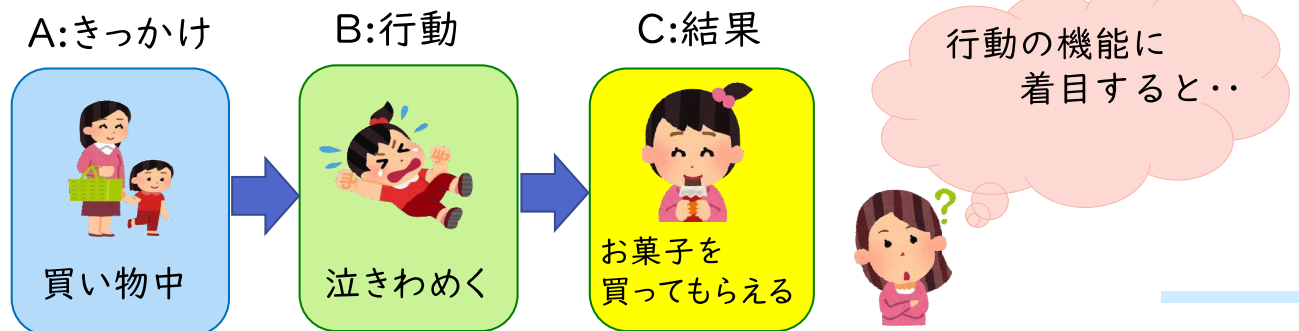 A:きっかけ
買い物中
B:行動
泣きわめく
C:結果
お菓子を
買ってもらえる
行動の機能に
着目すると‥
?